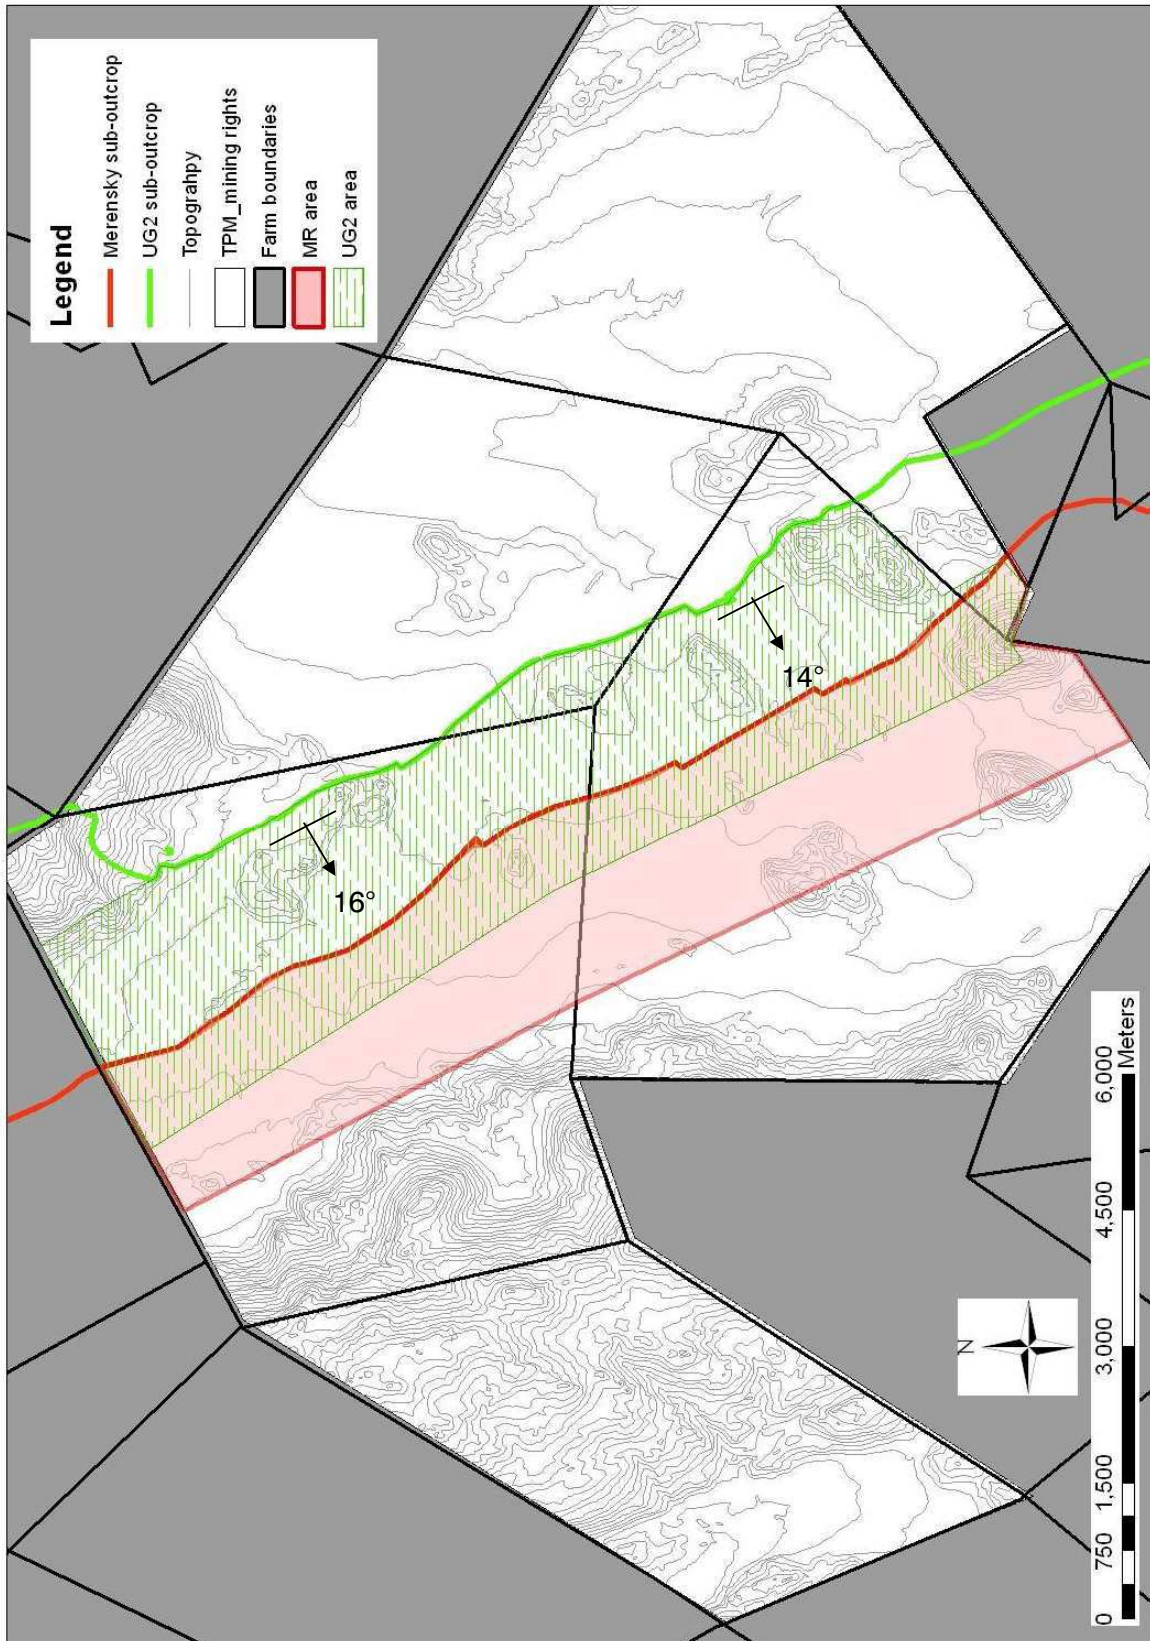 Legend
Merensky sub-outcrop
UG2 sub-outcrop
Topograhpy
TPM_mining rights
Farm boundaries
MR area
UG2 area
14°
16°
N
0 750 1,500 3,000 4,500 6,000
Meters